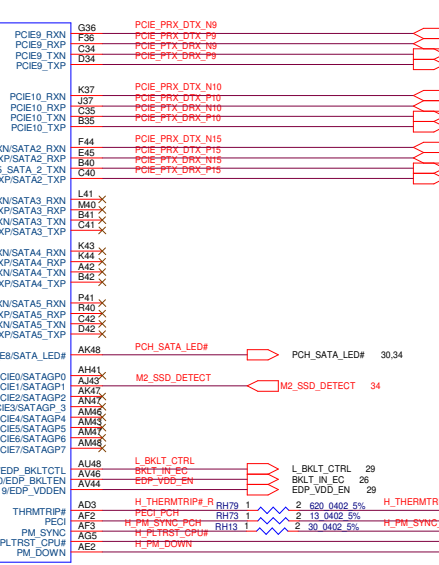 PCIE9_RXN G36 PCIE_PRX_DTX_N9
PCIE9_RXP F36 PCIE_PRX_DTX_P9
PCIE9_TXN C34 PCIE_PTX_DRX_N9
PCIE9_TXP D34 PCIE_PTX_DRX_P9
PCIE10_RXN K37 PCIE_PRX_DTX_N10
PCIE10_RXP J37 PCIE_PRX_DTX_P10
PCIE10_TXN C35 PCIE_PTX_DRX_N10
PCIE10_TXP B35 PCIE_PTX_DRX_P10
XN/SATA2_RXN F44 PCIE_PRX_DTX_N15
XP/SATA2_RXP E45 PCIE_PRX_DTX_P15
5_SATA_2_TXN B40 PCIE_PTX_DRX_N15
XP/SATA2_TXP C40 PCIE_PTX_DRX_P15
XN/SATA3_RXN L41
XP/SATA3_RXP M40
XN/SATA3_TXN B41
XP/SATA3_TXP C41
XN/SATA4_RXN K43
XP/SATA4_RXP K44
XN/SATA4_TXN A42
XP/SATA4_TXP B42
XN/SATA5_RXN P41
XP/SATA5_RXP R40
XN/SATA5_TXN C42
XP/SATA5_TXP D42
E8/SATA_LED# AK48 PCH_SATA_LED# PCH_SATA_LED# 30,34
CIE0/SATAGP0 AH41
CIE1/SATAGP1 AJ43 M2_SSD_DETECT M2_SSD_DETECT 34
CIE2/SATAGP2 AK47
CIE3/SATAGP_3 AN47
CIE4/SATAGP4 AM46
CIE5/SATAGP5 AM43
CIE6/SATAGP6 AM47
CIE7/SATAGP7 AM48
/EDP_BKLTCTL AU48 L_BKLT_CTRL L_BKLT_CTRL 29
0/EDP_BKLTEN AV46 BKLT_IN_EC BKLT_IN_EC 26
9/EDP_VDDEN AV44 EDP_VDD_EN EDP_VDD_EN 29
THRMTRIP# AD3 H_THERMTRIP#_R RH79 1 2 620_0402_5% H_THERMTR
PECI AF2 PECI_PCH RH73 1 2 13_0402_5%
PM_SYNC AF3 H_PM_SYNC_PCH RH13 1 2 30_0402_5% H_PM_SYNC
PLTRST_CPU# AG5 H_PLTRST_CPU#
PM_DOWN AE2 H_PM_DOWN